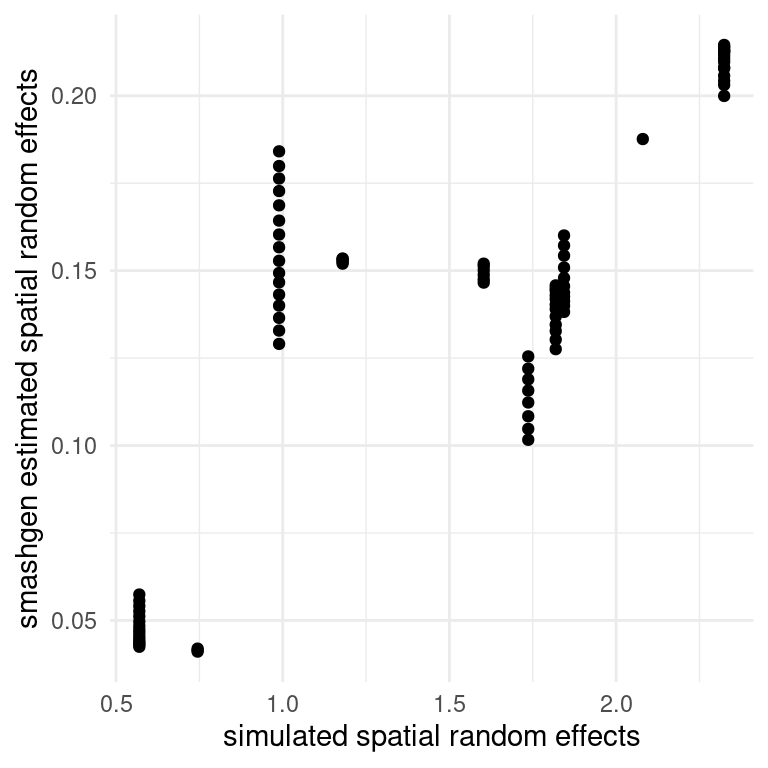 smashgen estimated spatial random effects
0.20
0.15
0.10
0.05
0.5 1.0 1.5 2.0
simulated spatial random effects